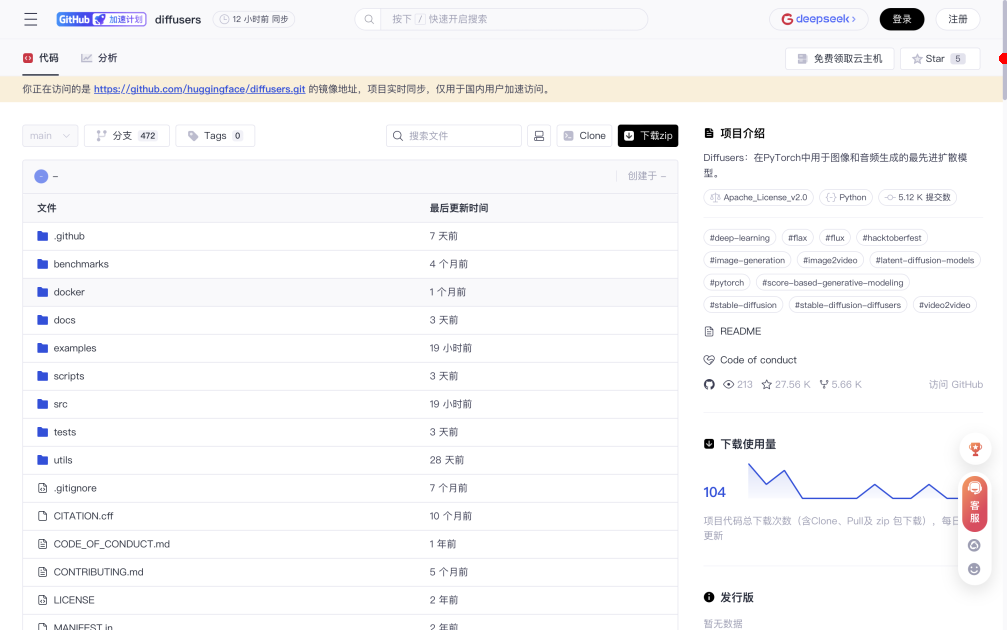 GitHub 加速计划 diffusers 12 小时前 同步 按下 / 快速开启搜索 deepseek 登录 注册
代码 分析 免费领取云主机 Star 5
你正在访问的是 https://github.com/huggingface/diffusers.git 的镜像地址，项目实时同步，仅用于国内用户加速访问。
main 分支 472 Tags 0 搜索文件 Clone 下载zip
– 创建于 –
文件 最后更新时间
.github 7 天前
benchmarks 4 个月前
docker 1 个月前
docs 3 天前
examples 19 小时前
scripts 3 天前
src 19 小时前
tests 3 天前
utils 28 天前
.gitignore 7 个月前
CITATION.cff 10 个月前
CODE_OF_CONDUCT.md 1 年前
CONTRIBUTING.md 5 个月前
LICENSE 2 年前
MANIFEST.in 2 年前
项目介绍
Diffusers：在PyTorch中用于图像和音频生成的最先进扩散模
型。
Apache_License_v2.0 Python 5.12 K 提交数
#deep-learning #flax #flux #hacktoberfest
#image-generation #image2video #latent-diffusion-models
#pytorch #score-based-generative-modeling
#stable-diffusion #stable-diffusion-diffusers #video2video
README
Code of conduct
213 27.56 K 5.66 K 访问 GitHub
下载使用量
104
项目代码总下载次数（含Clone、Pull及 zip 包下载），每日
更新
客
服
发行版
暂无数据